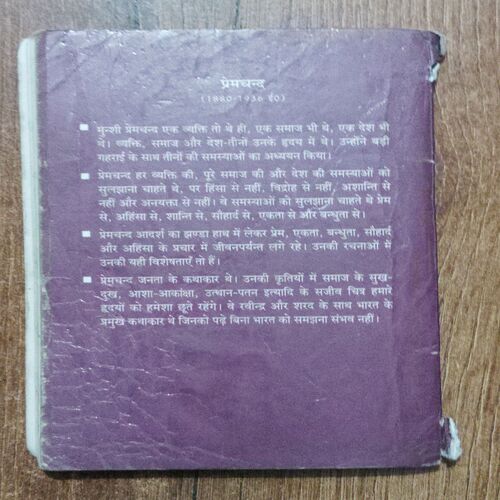 प्रेमचन्द
(1880-1936 ई०)
मुन्शी प्रेमचन्द एक व्यक्ति तो थे ही, एक समाज भी थे, एक देश भी
थे। व्यक्ति, समाज और देश-तीनों उनके हृदय में थे। उन्होंने बड़ी
गहराई के साथ तीनों की समस्याओं का अध्ययन किया।
प्रेमचन्द हर व्यक्ति की, पूरे समाज की और देश की समस्याओं को
सुलझाना चाहते थे, पर हिंसा से नहीं, विद्रोह से नहीं, अशान्ति से
नहीं और अनयकता से भी नहीं। वे समस्याओं को सुलझाना चाहते थे प्रेम
से, अहिंसा से, शान्ति से, सौहार्द से, एकता से और बन्धुता से।
प्रेमचन्द आदर्श का झण्डा हाथ में लेकर प्रेम, एकता, बन्धुता, सौहार्द
और अहिंसा के प्रचार में जीवनपर्यन्त लगे रहे। उनकी रचनाओं में
उनकी यही विशेषताएँ तो हैं।
प्रेमचन्द जनता के कथाकार थे। उनकी कृतियों में समाज के सुख-
दुख, आशा-आकांक्षा, उत्थान-पतन इत्यादि के सजीव चित्र हमारे
हृदयों को हमेशा छूते रहेंगे। वे रवीन्द्र और शरद के साथ भारत के
प्रमुख कथाकार थे जिनको पढ़े बिना भारत को समझना संभव नहीं।